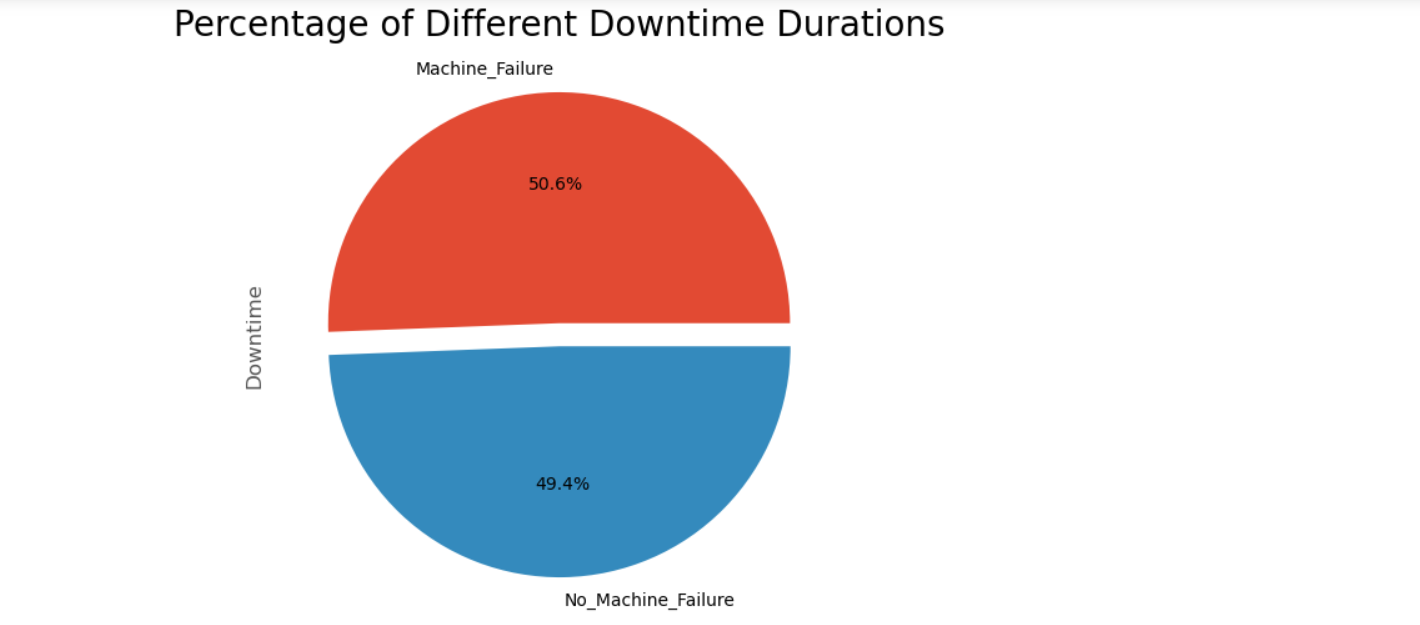 Percentage of Different Downtime Durations
Machine_Failure
50.6%
Downtime
49.4%
No_Machine_Failure